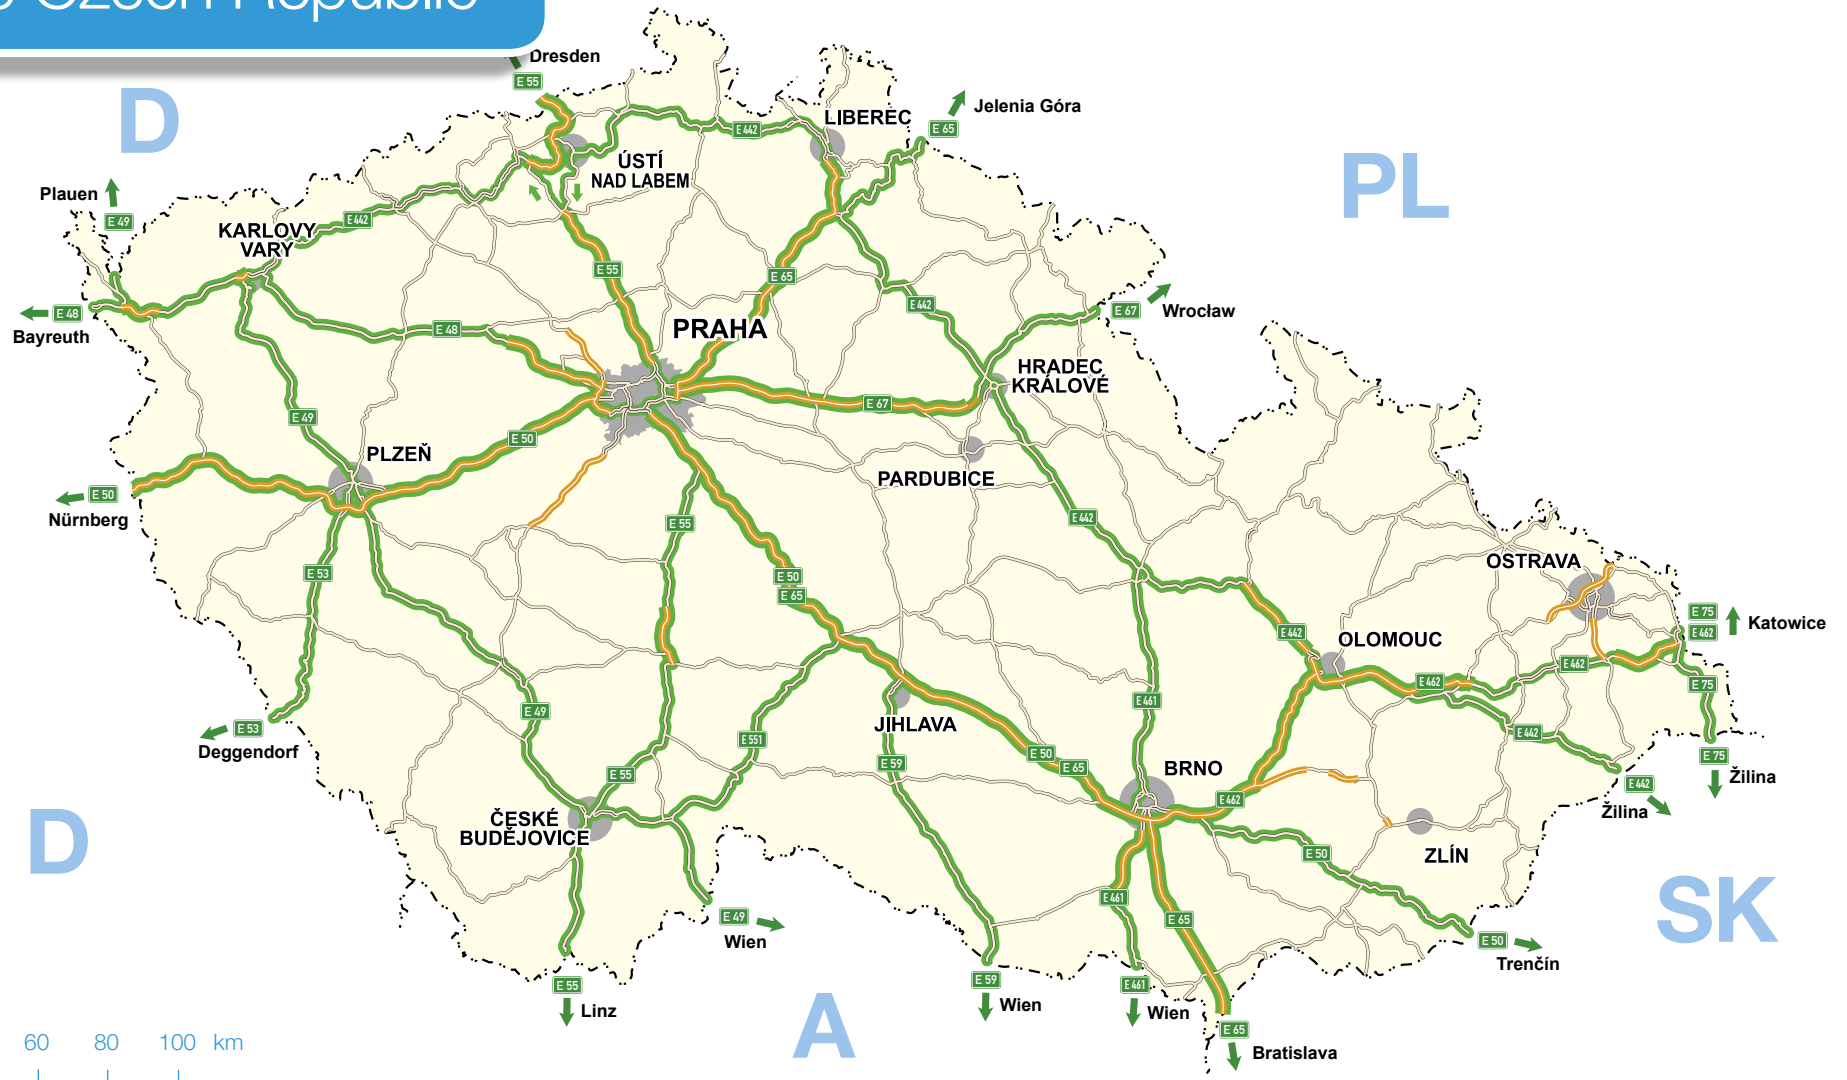 Czech Republic
Dresden
E 55
D
LIBEREC
Jelenia Góra
E 65
E 442
ÚSTÍ
NAD LABEM
PL
Plauen
E 49
E 442
KARLOVY
VARY
E 55
E 65
E 442
E 48
Bayreuth
E 67
Wrocław
E 48
PRAHA
HRADEC
KRÁLOVÉ
E 49
E 67
E 50
PLZEŇ
PARDUBICE
E 50
Nürnberg
E 55
E 442
OSTRAVA
E 53
E 50
E 65
E 75
E 462
Katowice
E 442
OLOMOUC
E 462
E 462
E 75
E 461
E 49
JIHLAVA
E 53
Deggendorf
E 551
E 442
E 50
E 65
E 59
BRNO
E 55
E 75
Žilina
E 442
Žilina
E 462
ČESKÉ
BUDĚJOVICE
D
E 50
ZLÍN
E 461
E 65
SK
E 49
Wien
E 50
Trenčín
E 55
Linz
E 59
Wien
E 461
Wien
A
E 65
Bratislava
60 80 100 km